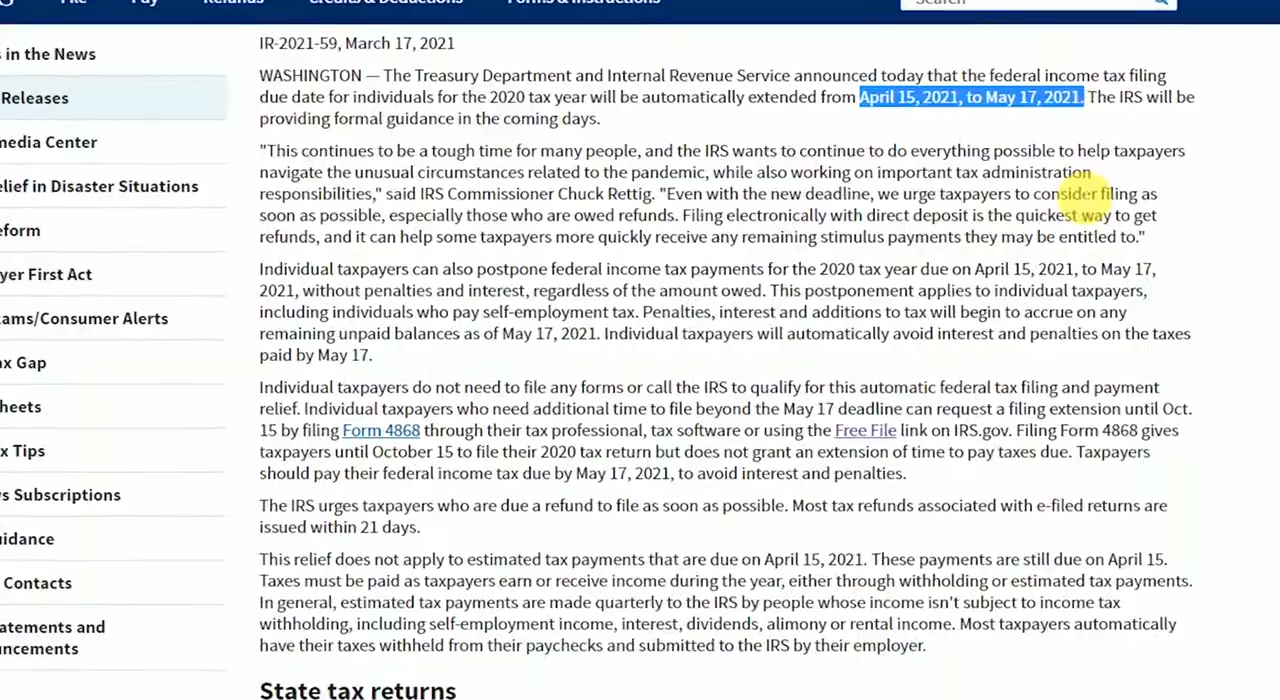 File Pay Refunds Credits & Deductions Forms & Instructions Search
s in the News
Releases
media Center
elief in Disaster Situations
eform
yer First Act
cams/Consumer Alerts
ax Gap
heets
x Tips
s Subscriptions
uidance
Contacts
atements and
uncements
IR-2021-59, March 17, 2021
WASHINGTON — The Treasury Department and Internal Revenue Service announced today that the federal income tax filing
due date for individuals for the 2020 tax year will be automatically extended from April 15, 2021, to May 17, 2021. The IRS will be
providing formal guidance in the coming days.
"This continues to be a tough time for many people, and the IRS wants to continue to do everything possible to help taxpayers
navigate the unusual circumstances related to the pandemic, while also working on important tax administration
responsibilities," said IRS Commissioner Chuck Rettig. "Even with the new deadline, we urge taxpayers to consider filing as
soon as possible, especially those who are owed refunds. Filing electronically with direct deposit is the quickest way to get
refunds, and it can help some taxpayers more quickly receive any remaining stimulus payments they may be entitled to."
Individual taxpayers can also postpone federal income tax payments for the 2020 tax year due on April 15, 2021, to May 17,
2021, without penalties and interest, regardless of the amount owed. This postponement applies to individual taxpayers,
including individuals who pay self-employment tax. Penalties, interest and additions to tax will begin to accrue on any
remaining unpaid balances as of May 17, 2021. Individual taxpayers will automatically avoid interest and penalties on the taxes
paid by May 17.
Individual taxpayers do not need to file any forms or call the IRS to qualify for this automatic federal tax filing and payment
relief. Individual taxpayers who need additional time to file beyond the May 17 deadline can request a filing extension until Oct.
15 by filing Form 4868 through their tax professional, tax software or using the Free File link on IRS.gov. Filing Form 4868 gives
taxpayers until October 15 to file their 2020 tax return but does not grant an extension of time to pay taxes due. Taxpayers
should pay their federal income tax due by May 17, 2021, to avoid interest and penalties.
The IRS urges taxpayers who are due a refund to file as soon as possible. Most tax refunds associated with e-filed returns are
issued within 21 days.
This relief does not apply to estimated tax payments that are due on April 15, 2021. These payments are still due on April 15.
Taxes must be paid as taxpayers earn or receive income during the year, either through withholding or estimated tax payments.
In general, estimated tax payments are made quarterly to the IRS by people whose income isn't subject to income tax
withholding, including self-employment income, interest, dividends, alimony or rental income. Most taxpayers automatically
have their taxes withheld from their paychecks and submitted to the IRS by their employer.
State tax returns